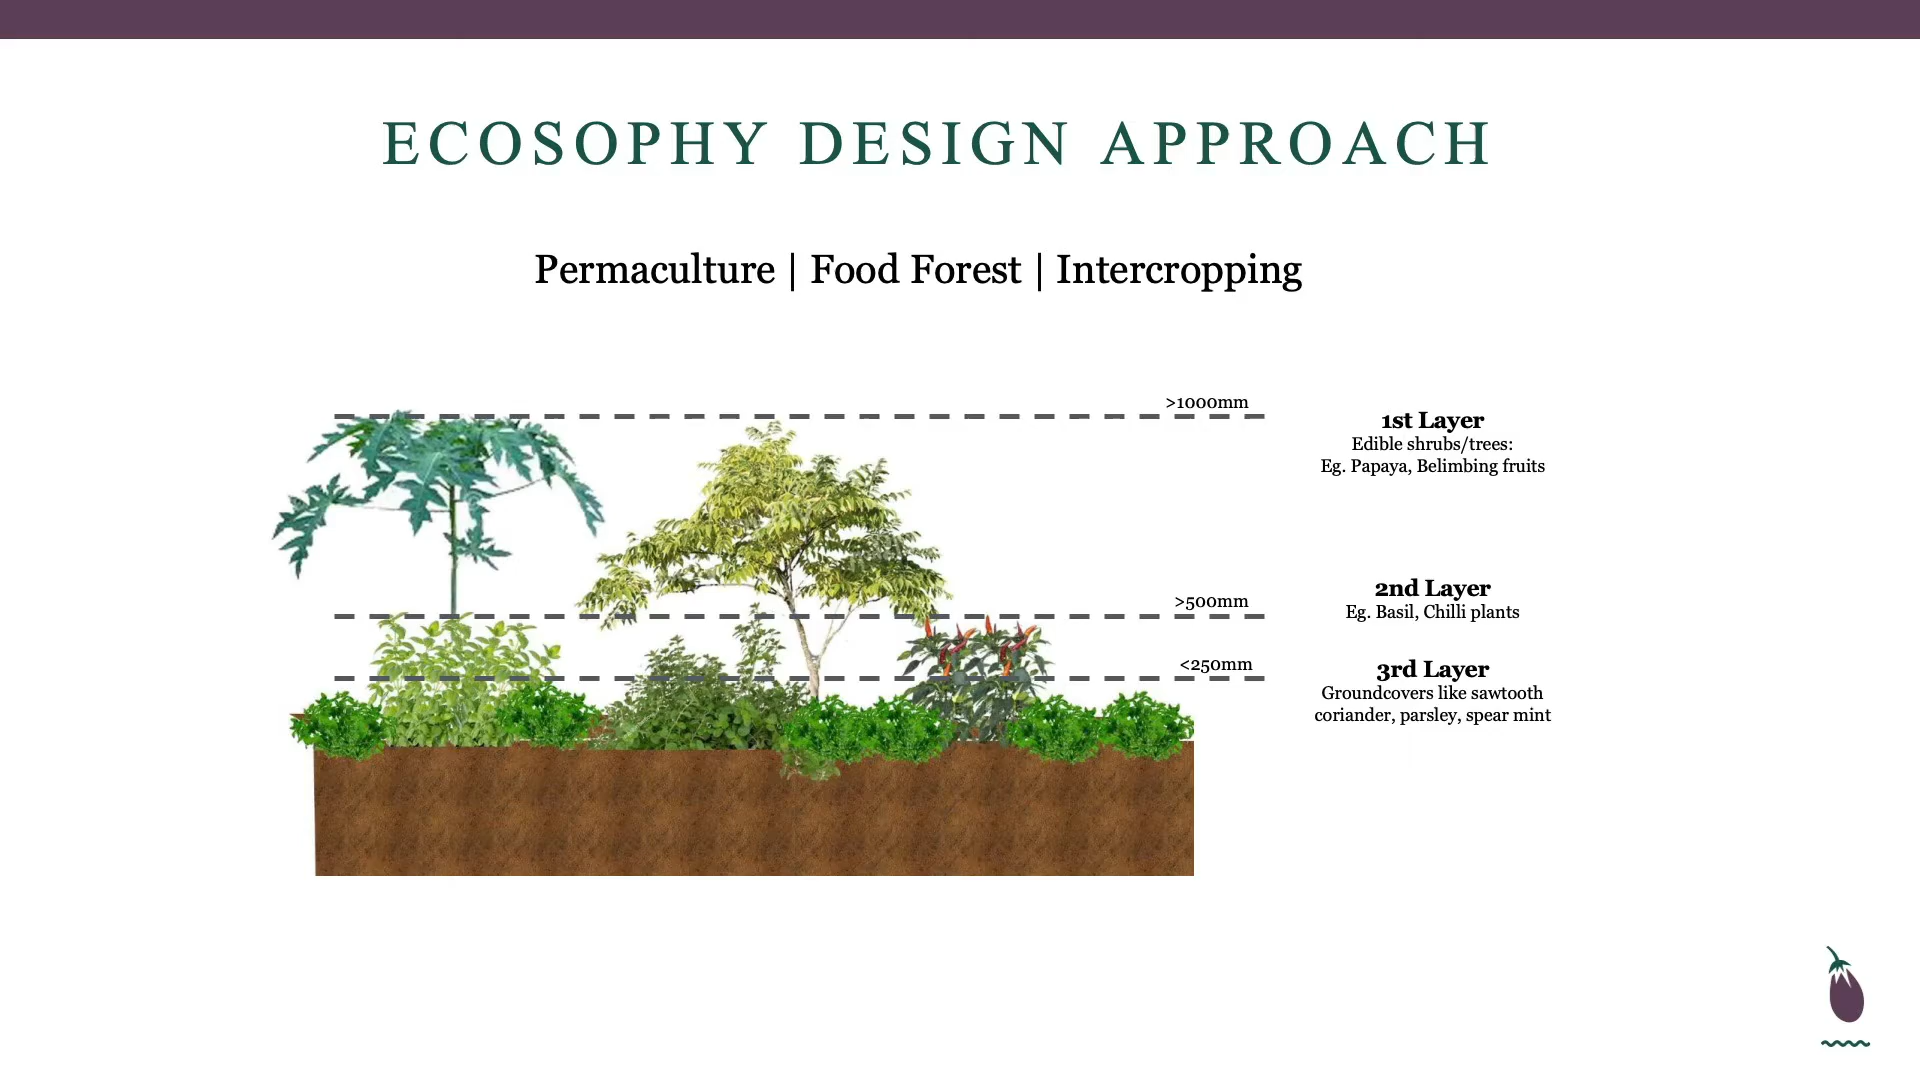 ECOSOPHY DESIGN APPROACH
Permaculture | Food Forest | Intercropping
>1000mm
1st Layer
Edible shrubs/trees:
Eg. Papaya, Belimbing fruits
>500mm
2nd Layer
Eg. Basil, Chilli plants
<250mm
3rd Layer
Groundcovers like sawtooth
coriander, parsley, spear mint